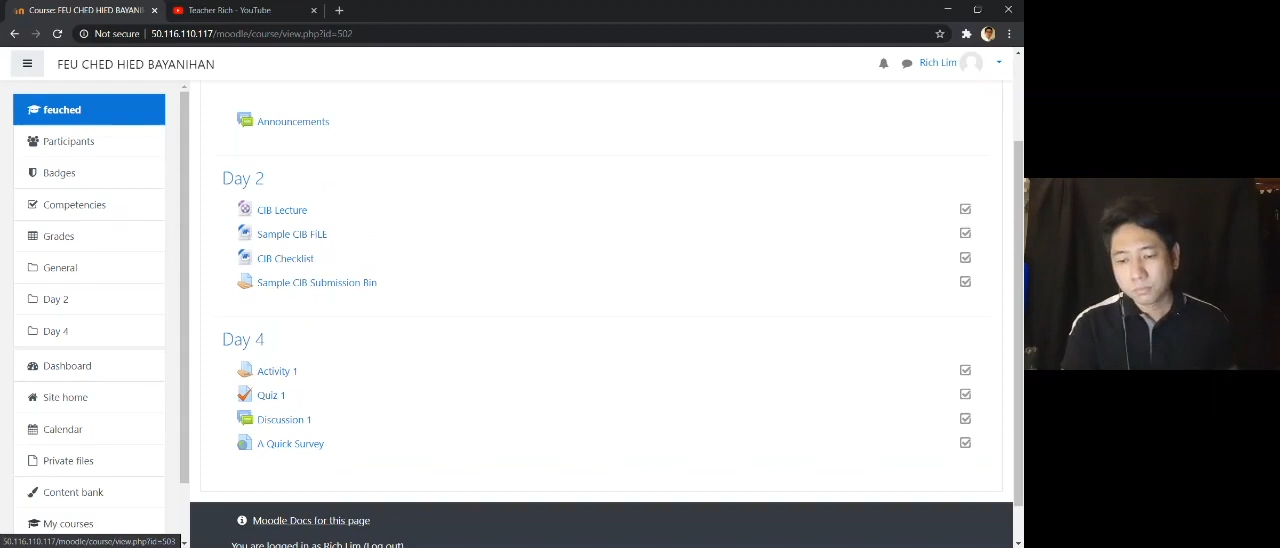 Course: FEU CHED HIED BAYANI
Teacher Rich - YouTube
Not secure
50.116.110.117/moodle/course/view.php?id=502
FEU CHED HIED BAYANIHAN
Rich Lim
feuched
Participants
Badges
Competencies
Grades
General
Day 2
Day 4
Dashboard
Site home
Calendar
Private files
Content bank
My courses
Announcements
Day 2
CIB Lecture
Sample CIB FiLE
CIB Checklist
Sample CIB Submission Bin
Day 4
Activity 1
Quiz 1
Discussion 1
A Quick Survey
Moodle Docs for this page
You are logged in as Rich Lim (Log out)
50.116.110.117/moodle/course/view.php?id=503